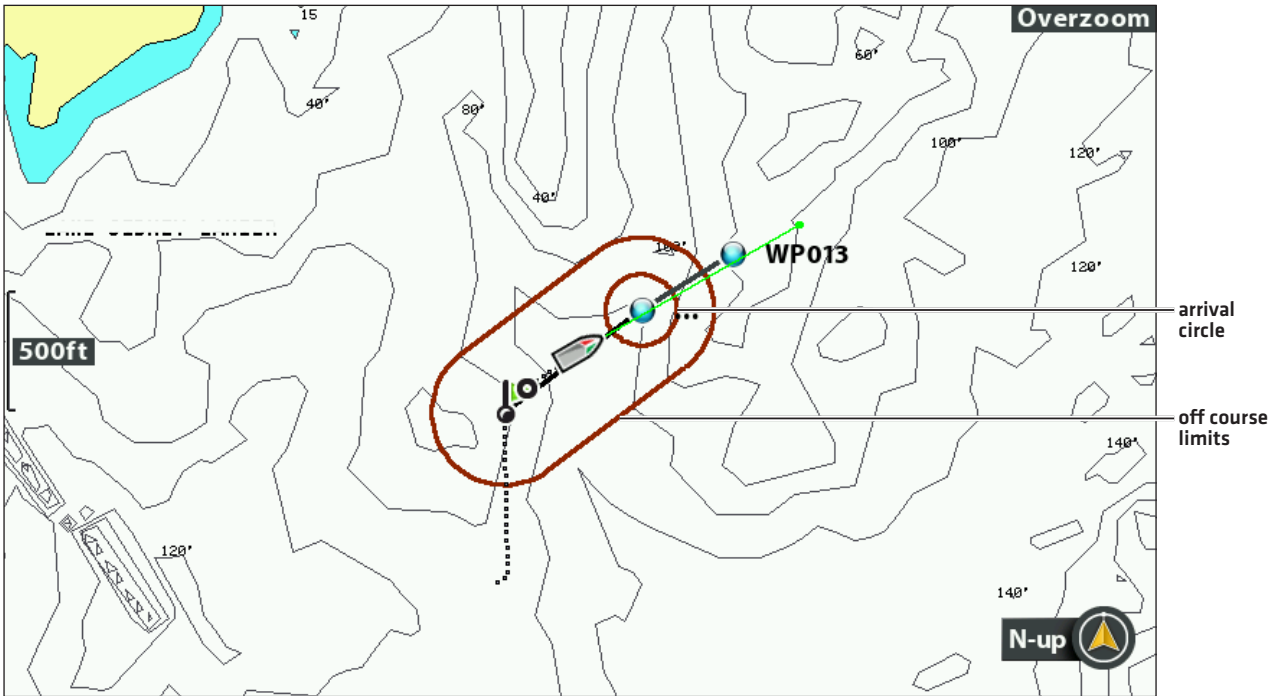 15
Overzoom
60'
40'
80'
100'
120'
40'
WP013
120'
arrival
circle
500ft
off course
limits
140'
120'
140'
N-up